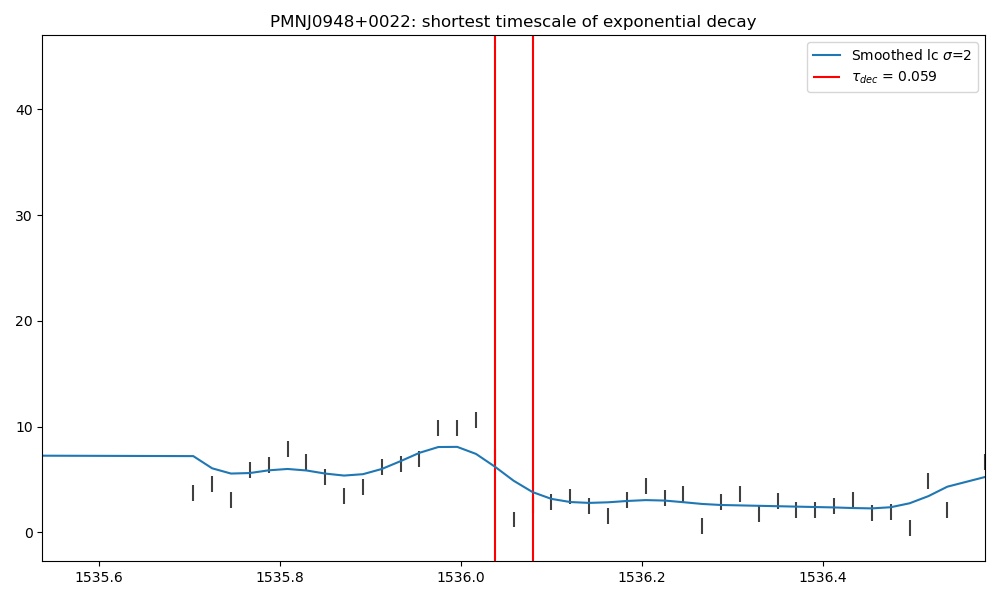 PMNJ0948+0022: shortest timescale of exponential decay
Smoothed lc σ=2
τdec = 0.059
40
30
20
10
0
1535.6 1535.8 1536.0 1536.2 1536.4